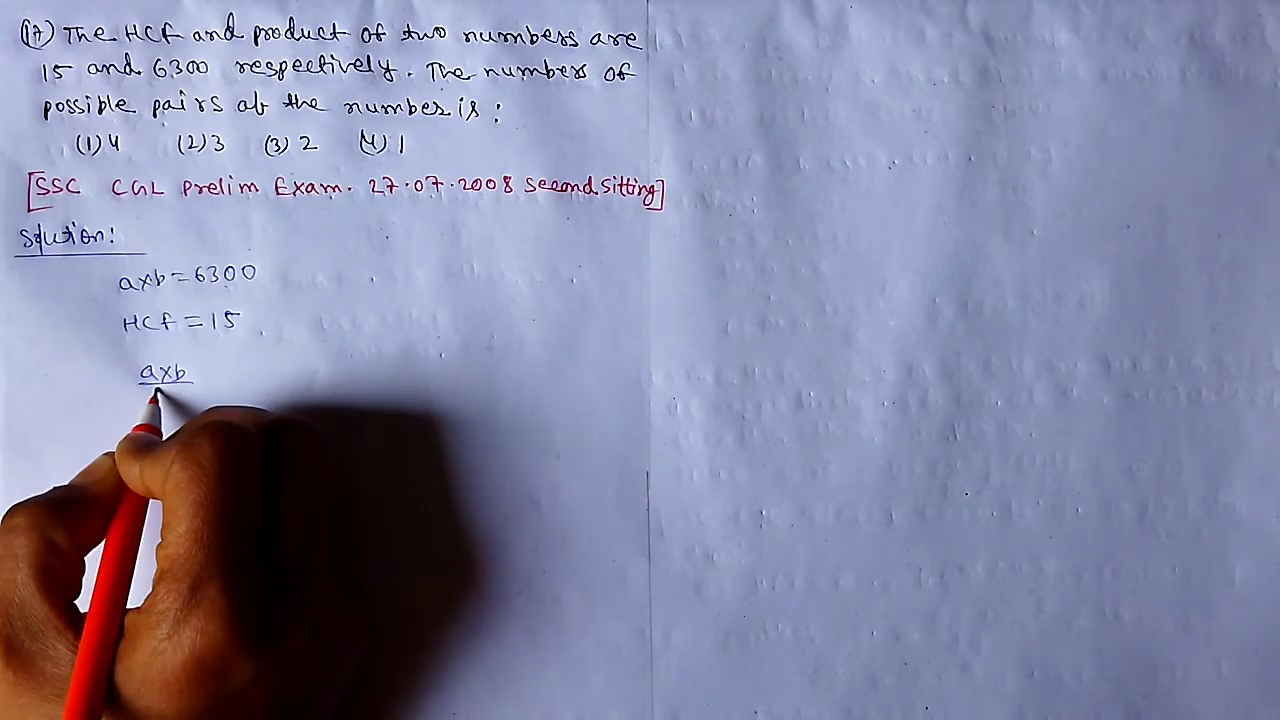 (17) The HCF and product of two numbers are
15 and 6300 respectively. The numbers of
possible pairs of the number is :
(1) 4 (2) 3 (3) 2 (4) 1
[SSC CGL Prelim Exam. 27.07.2008 Second Sitting]
Solution:
a×b=6300
HCF=15
a×b